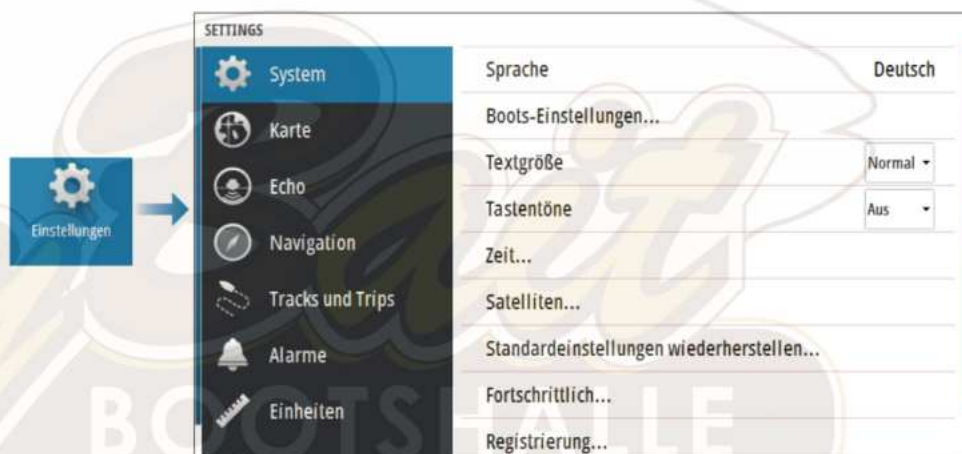 SETTINGS
Einstellungen
System
Karte
Echo
Navigation
Tracks und Trips
Alarme
Einheiten
Sprache Deutsch
Boots-Einstellungen...
Textgröße Normal
Tastentöne Aus
Zeit...
Satelliten...
Standardeinstellungen wiederherstellen...
Fortschrittlich...
Registrierung...
BOOTSHALLE